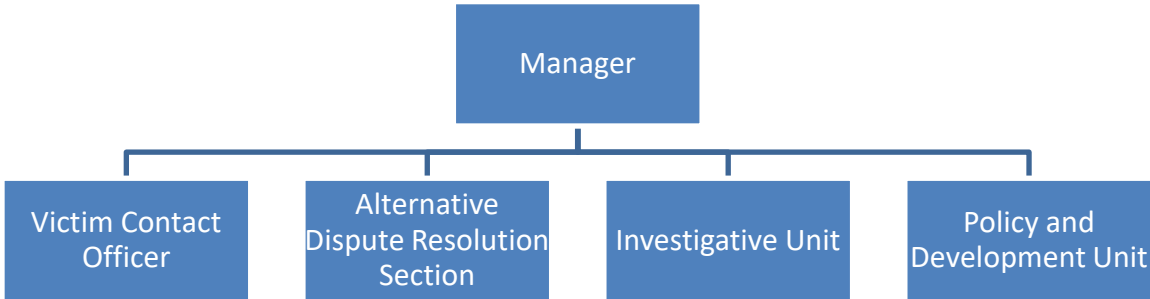 Manager
Victim Contact
Officer
Alternative
Dispute Resolution
Section
Investigative Unit
Policy and
Development Unit